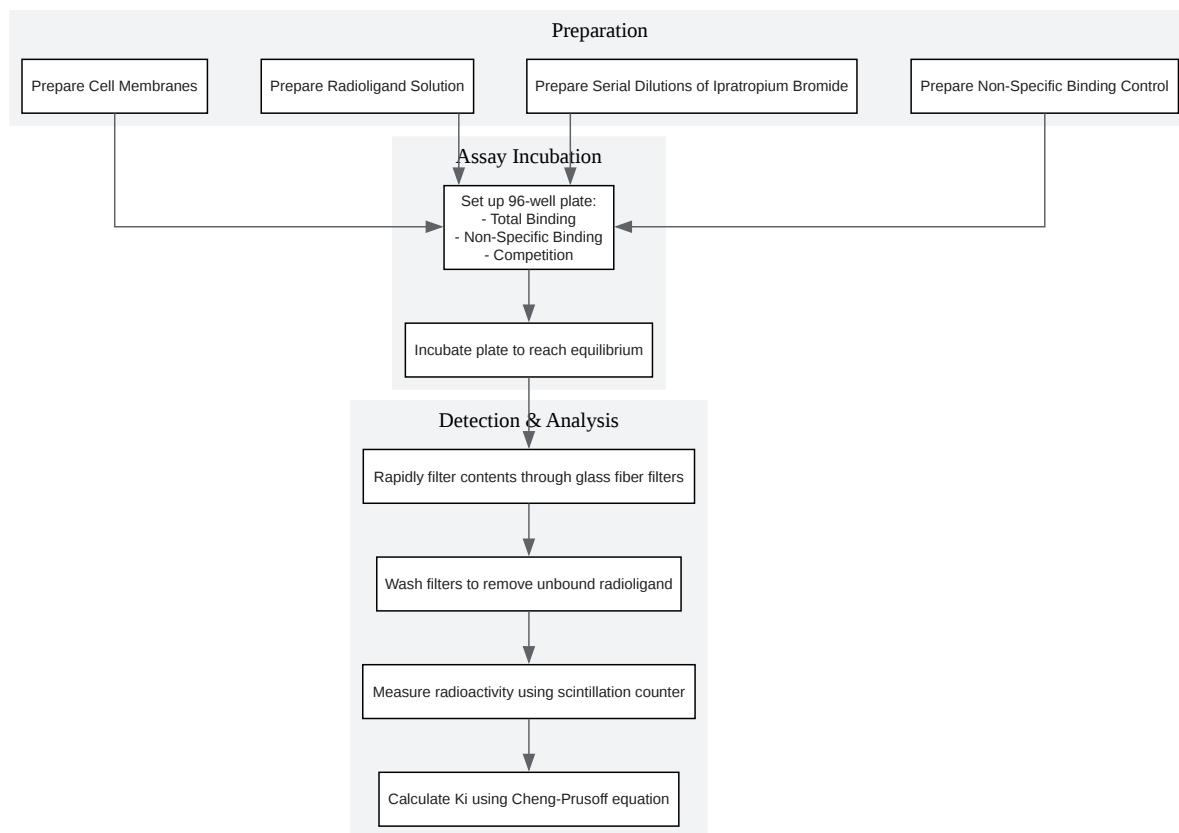 Preparation
Prepare Cell Membranes
Prepare Radioligand Solution
Prepare Serial Dilutions of Ipratropium Bromide
Prepare Non-Specific Binding Control
Assay Incubation
Set up 96-well plate:
- Total Binding
- Non-Specific Binding
- Competition
Incubate plate to reach equilibrium
Detection & Analysis
Rapidly filter contents through glass fiber filters
Wash filters to remove unbound radioligand
Measure radioactivity using scintillation counter
Calculate Ki using Cheng-Prusoff equation